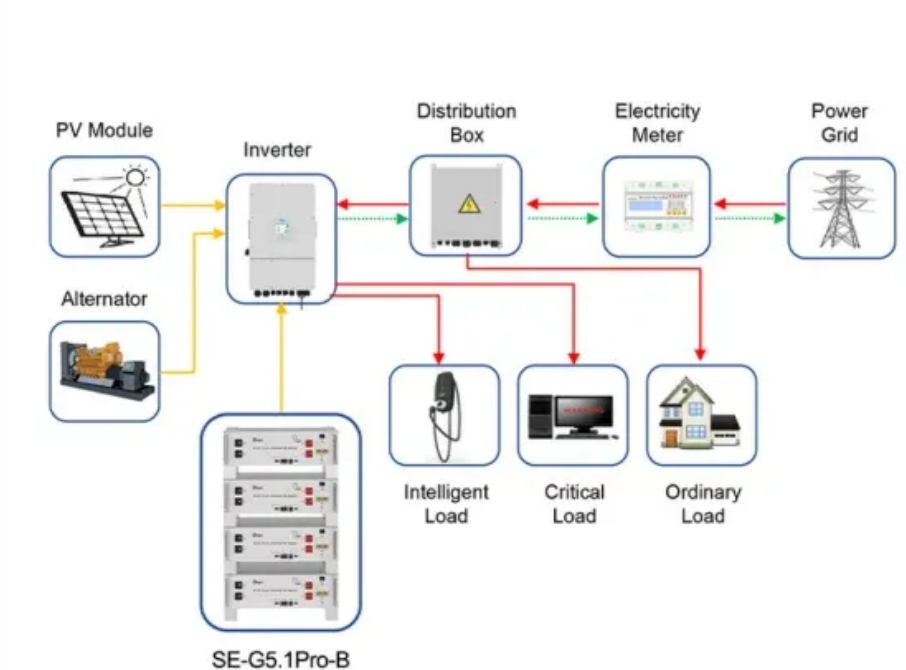 Distribution
Box
Electricity
Meter
Power
Grid
PV Module
Inverter
Alternator
Intelligent
Load
Critical
Load
Ordinary
Load
SE-G5.1Pro-B